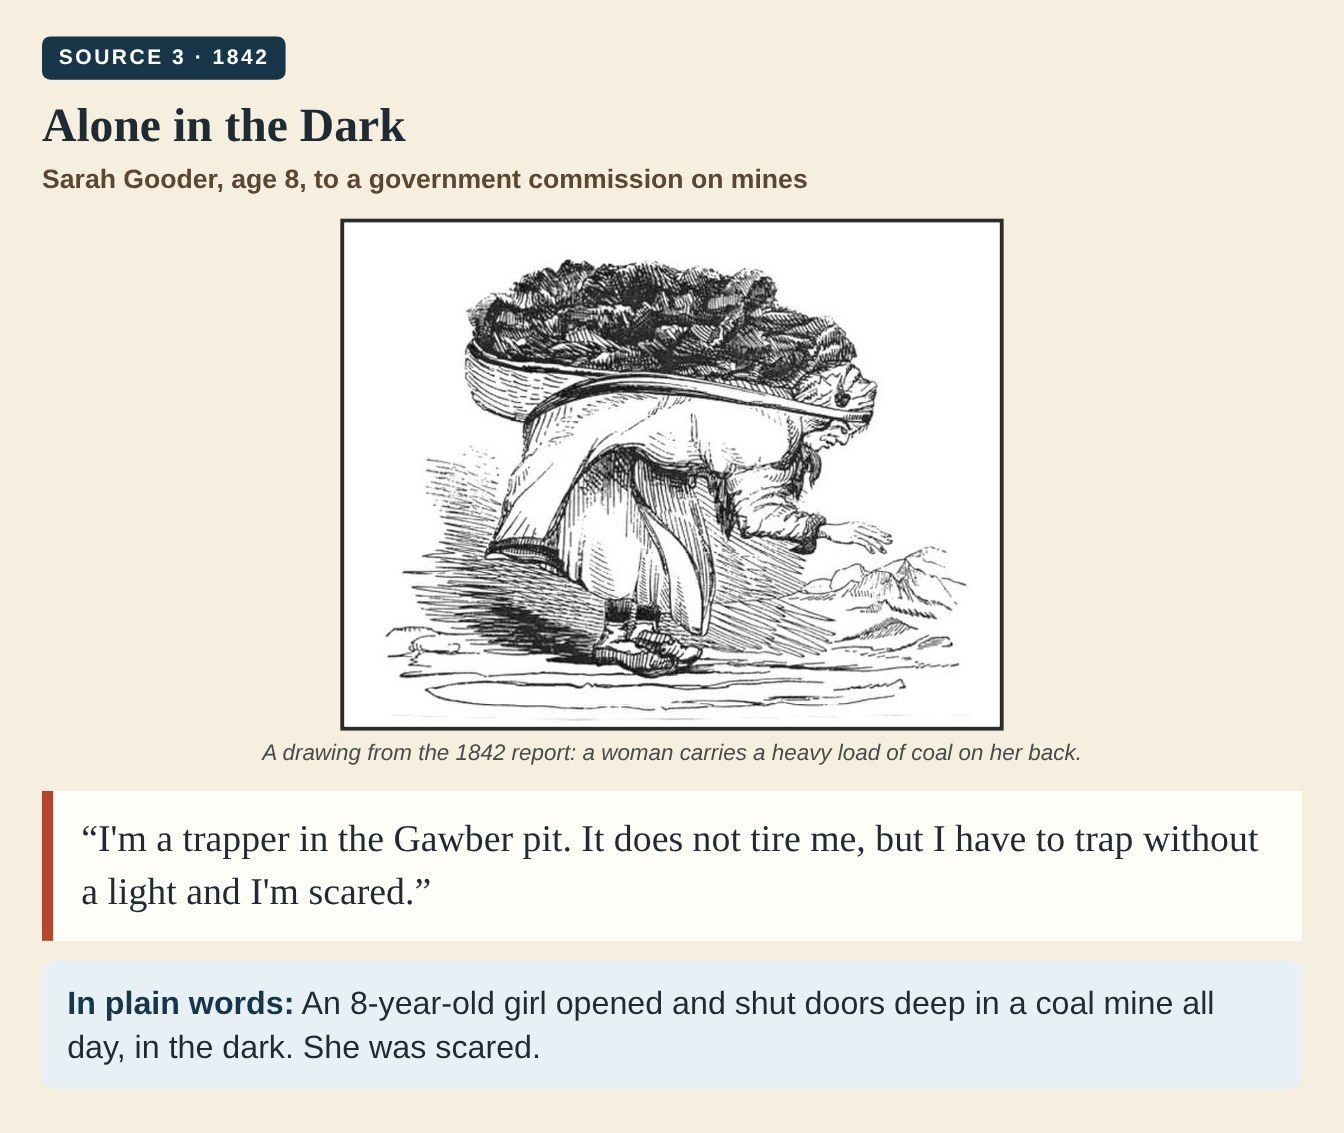 SOURCE 3 · 1842
Alone in the Dark
Sarah Gooder, age 8, to a government commission on mines
A drawing from the 1842 report: a woman carries a heavy load of coal on her back.
“I'm a trapper in the Gawber pit. It does not tire me, but I have to trap without
a light and I'm scared.”
In plain words: An 8-year-old girl opened and shut doors deep in a coal mine all
day, in the dark. She was scared.